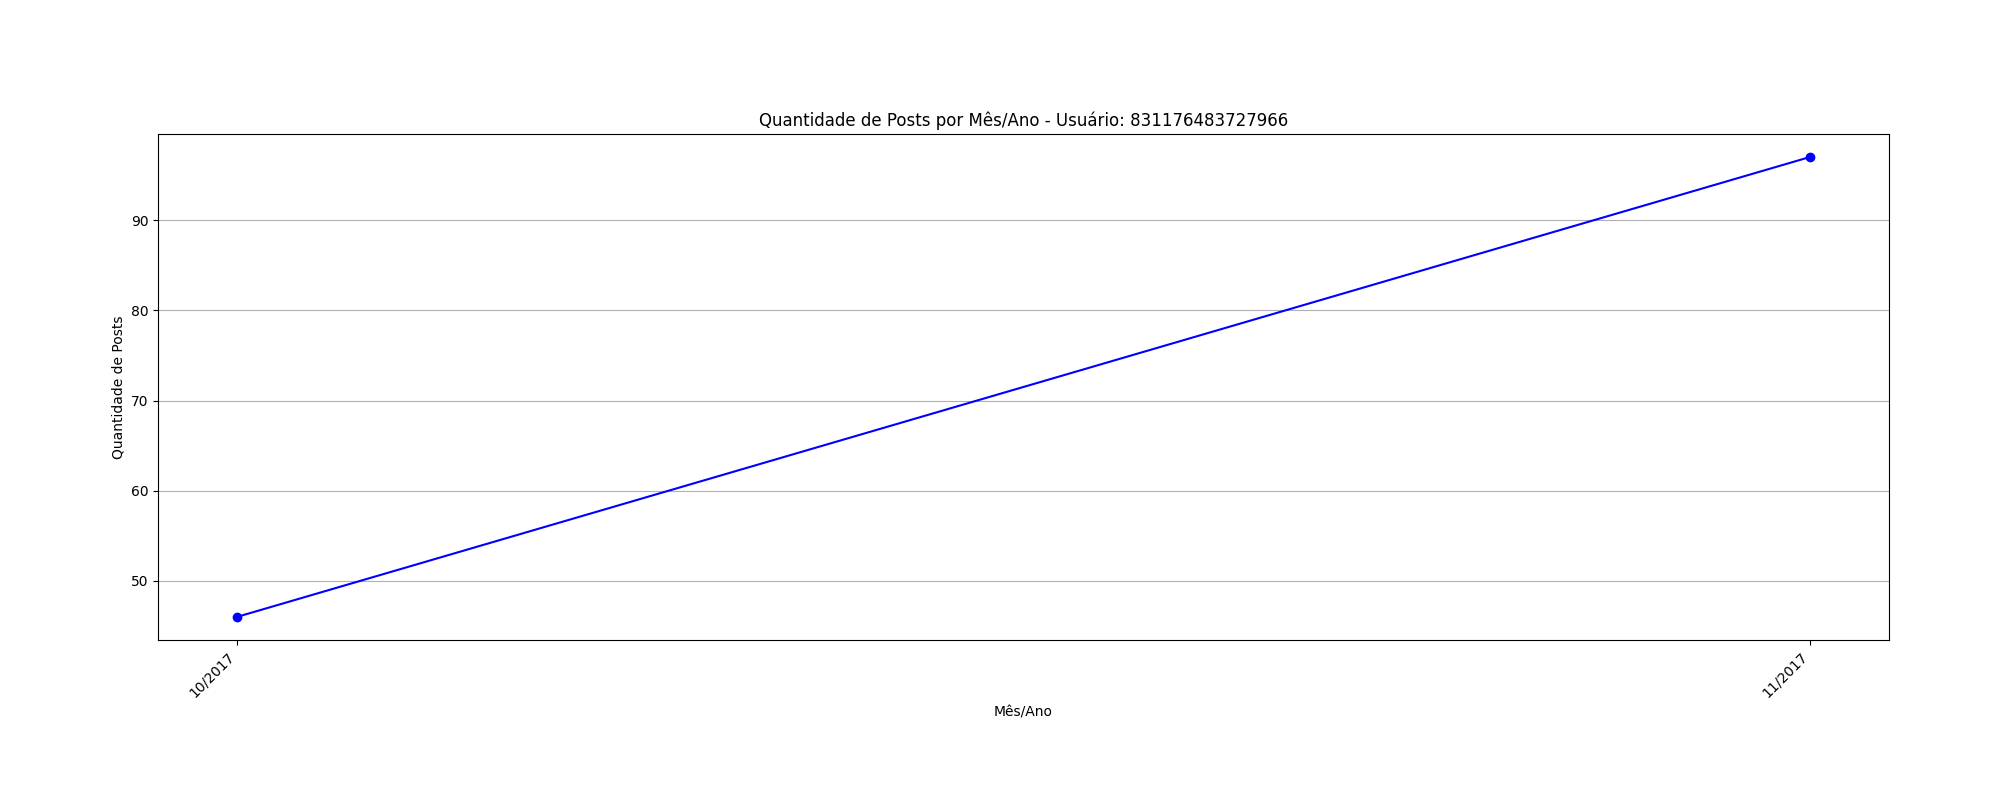 Quantidade de Posts por Mês/Ano - Usuário: 831176483727966
Quantidade de Posts
90
80
70
60
50
10/2017
11/2017
Mês/Ano